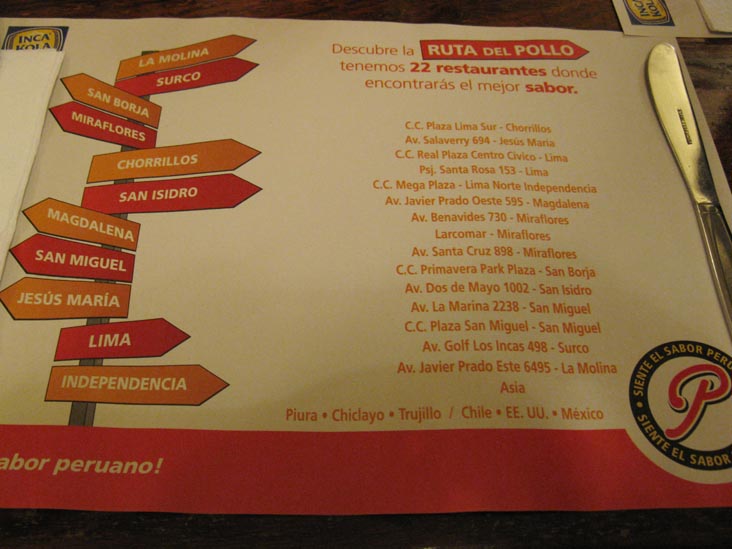 INCA
KOLA
LA MOLINA
SURCO
SAN BORJA
MIRAFLORES
CHORRILLOS
SAN ISIDRO
MAGDALENA
SAN MIGUEL
JESÚS MARÍA
LIMA
INDEPENDENCIA
abor peruano!
Descubre la RUTA DEL POLLO
tenemos 22 restaurantes donde
encontrarás el mejor sabor.
C.C. Plaza Lima Sur - Chorrillos
Av. Salaverry 694 - Jesús María
C.C. Real Plaza Centro Cívico - Lima
Psj. Santa Rosa 153 - Lima
C.C. Mega Plaza - Lima Norte Independencia
Av. Javier Prado Oeste 595 - Magdalena
Av. Benavides 730 - Miraflores
Larcomar - Miraflores
Av. Santa Cruz 898 - Miraflores
C.C. Primavera Park Plaza - San Borja
Av. Dos de Mayo 1002 - San Isidro
Av. La Marina 2238 - San Miguel
C.C. Plaza San Miguel - San Miguel
Av. Golf Los Incas 498 - Surco
Av. Javier Prado Este 6495 - La Molina
Asia
Piura • Chiclayo • Trujillo / Chile • EE. UU. • México
SIENTE EL SABOR PERU
P
SIENTE EL SABOR